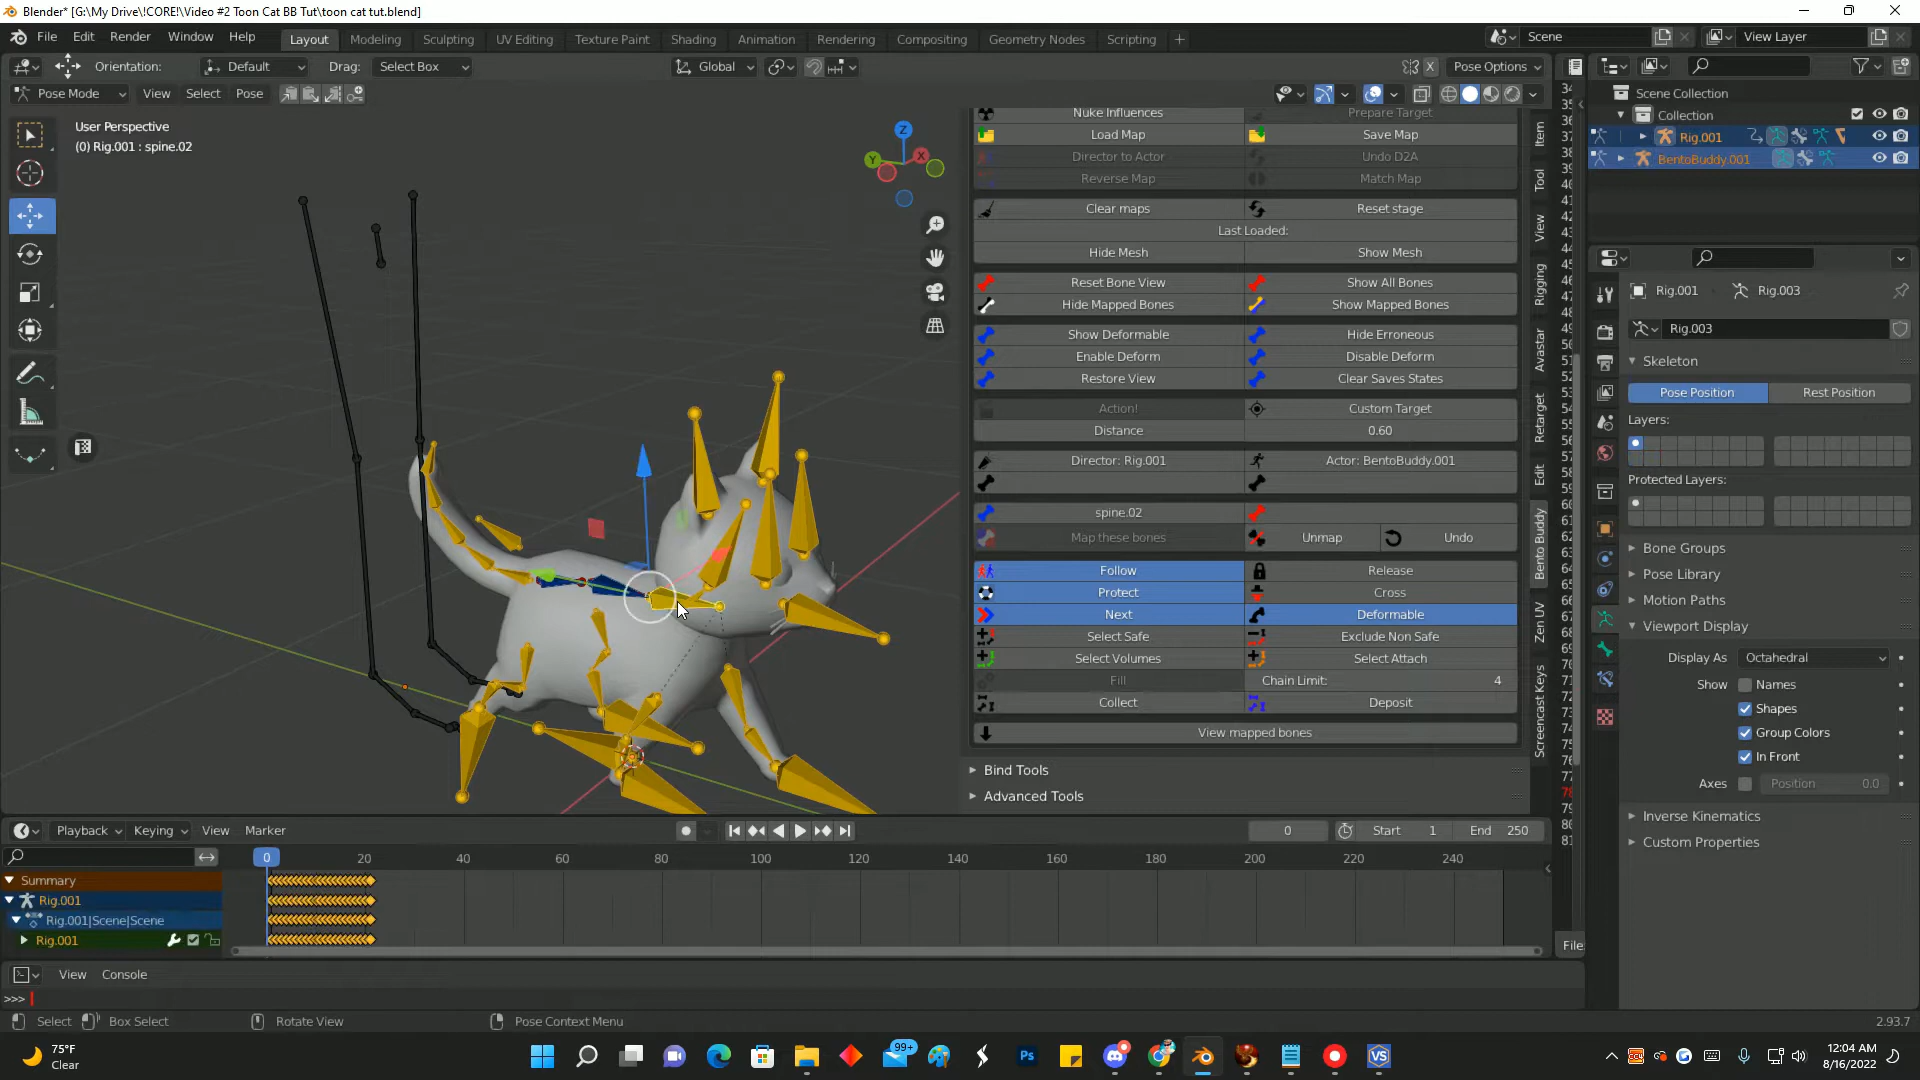 Blender* [G:\My Drive\!CORE!\Video #2 Toon Cat BB Tut\toon cat tut.blend]
File Edit Render Window Help Layout Modeling Sculpting UV Editing Texture Paint Shading Animation Rendering Compositing Geometry Nodes Scripting + Scene View Layer
Orientation: Default Drag: Select Box Global Pose Options
Pose Mode View Select Pose
User Perspective
(0) Rig.001 : spine.02
Z
Y X
Nuke Influences Prepare Target
Load Map Save Map
Director to Actor Undo D2A
Reverse Map Match Map
Clear maps Reset stage
Last Loaded:
Hide Mesh Show Mesh
Reset Bone View Show All Bones
Hide Mapped Bones Show Mapped Bones
Show Deformable Hide Erroneous
Enable Deform Disable Deform
Restore View Clear Saves States
Action! Custom Target
Distance 0.60
Director: Rig.001 Actor: BentoBuddy.001
spine.02
Map these bones Unmap Undo
Follow Release
Protect Cross
Next Deformable
Select Safe Exclude Non Safe
Select Volumes Select Attach
Fill Chain Limit: 4
Collect Deposit
View mapped bones
Bind Tools
Advanced Tools
Item
Tool
View
Rigging
Avastar
Retarget
Edit
Bento Buddy
Zen UV
Screencast Keys
File
Scene Collection
Collection
Rig.001
BentoBuddy.001
Rig.001 Rig.003
Rig.003
Skeleton
Pose Position Rest Position
Layers:
Protected Layers:
Bone Groups
Pose Library
Motion Paths
Viewport Display
Display As Octahedral
Show Names
Shapes
Group Colors
In Front
Axes Position 0.0
Inverse Kinematics
Custom Properties
Playback Keying View Marker 0 Start 1 End 250
0 20 40 60 80 100 120 140 160 180 200 220 240
Summary
Rig.001
Rig.001|Scene|Scene
Rig.001
View Console
>>>
Select Box Select Rotate View Pose Context Menu 2.93.7
75°F
Clear
99+
Ps
VS
12:04 AM
8/16/2022